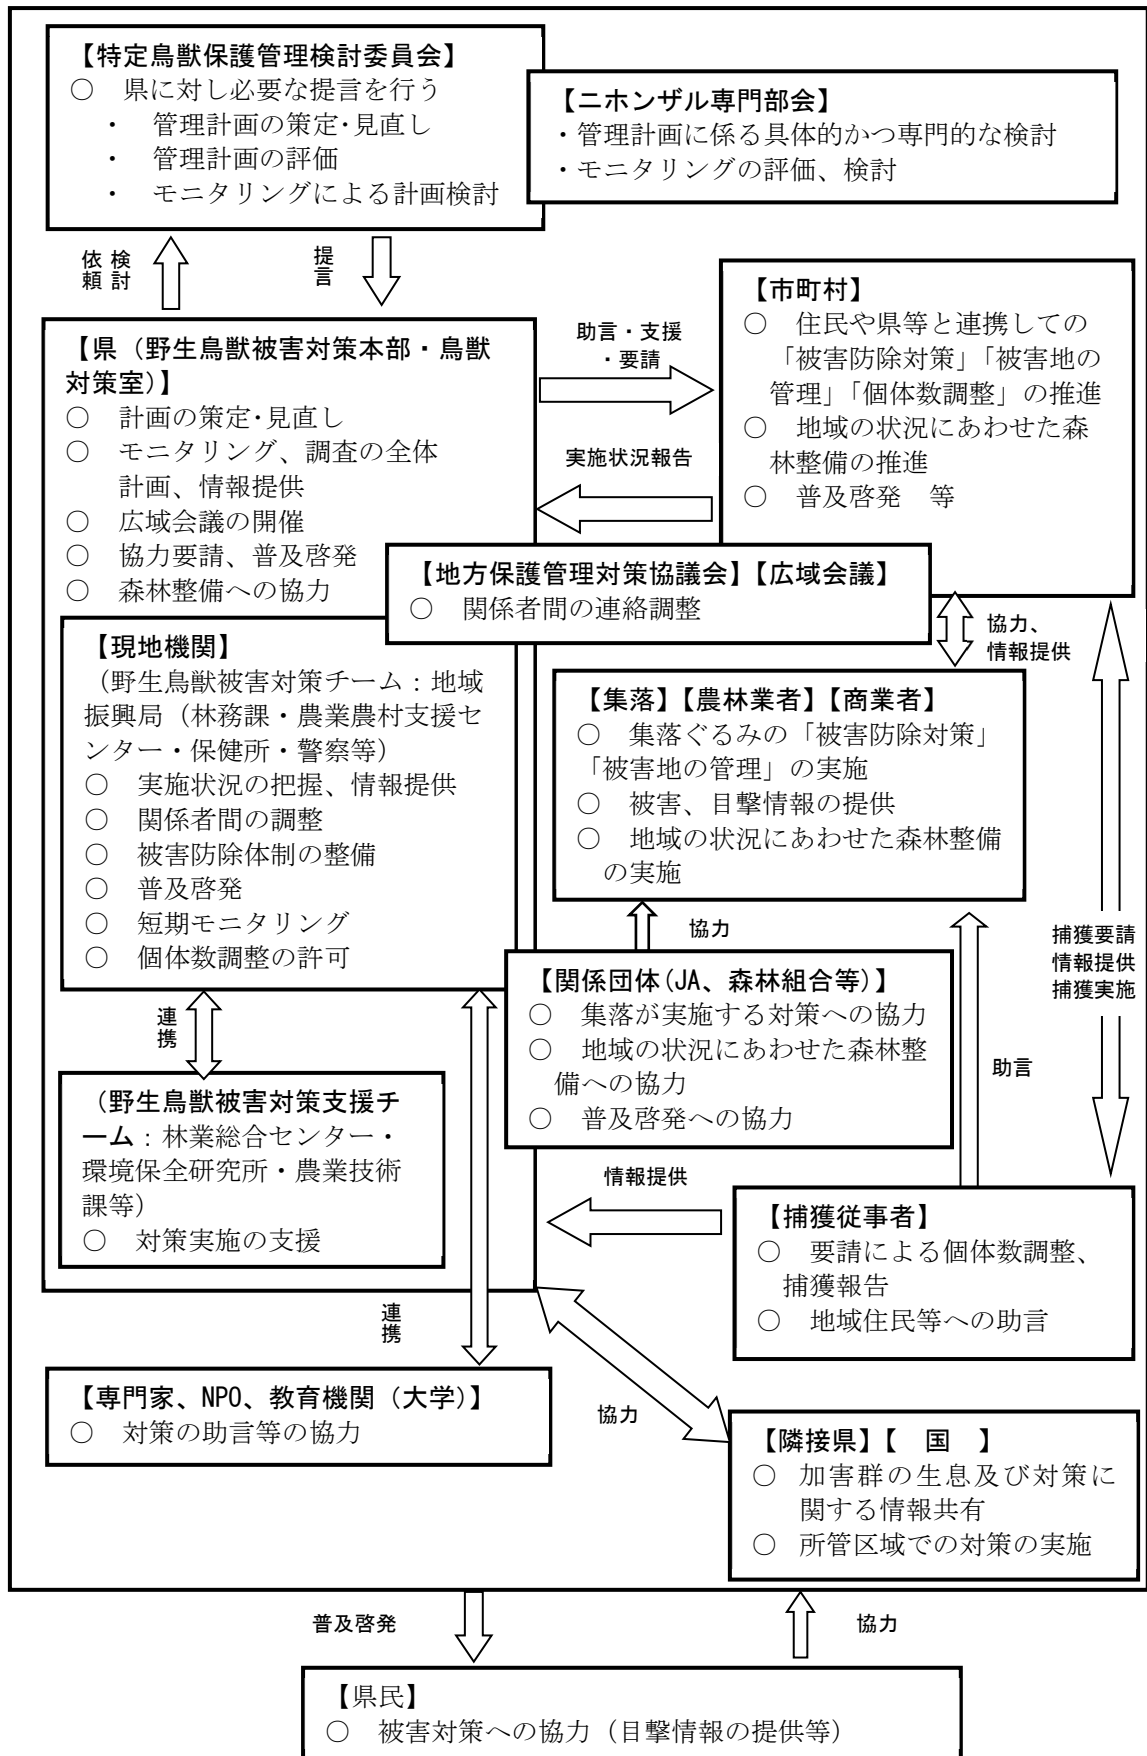 【特定鳥獣保護管理検討委員会】
○　県に対し必要な提言を行う
・　管理計画の策定・見直し
・　管理計画の評価
・　モニタリングによる計画検討
【ニホンザル専門部会】
・管理計画に係る具体的かつ専門的な検討
・モニタリングの評価、検討
検討
依頼
提言
【県（野生鳥獣被害対策本部・鳥獣
対策室）】
○　計画の策定・見直し
○　モニタリング、調査の全体
計画、情報提供
○　広域会議の開催
○　協力要請、普及啓発
○　森林整備への協力
助言・支援
・要請
実施状況報告
【市町村】
○　住民や県等と連携しての
「被害防除対策」「被害地の
管理」「個体数調整」の推進
○　地域の状況にあわせた森
林整備の推進
○　普及啓発　等
【地方保護管理対策協議会】【広域会議】
○　関係者間の連絡調整
協力、
情報提供
【現地機関】
（野生鳥獣被害対策チーム：地域
振興局（林務課・農業農村支援セ
ンター・保健所・警察等）
○　実施状況の把握、情報提供
○　関係者間の調整
○　被害防除体制の整備
○　普及啓発
○　短期モニタリング
○　個体数調整の許可
【集落】【農林業者】【商業者】
○　集落ぐるみの「被害防除対策」
「被害地の管理」の実施
○　被害、目撃情報の提供
○　地域の状況にあわせた森林整備
の実施
協力
捕獲要請
情報提供
捕獲実施
【関係団体(JA、森林組合等)】
○　集落が実施する対策への協力
○　地域の状況にあわせた森林整
備への協力
○　普及啓発への協力
連携
助言
（野生鳥獣被害対策支援チ
ーム：林業総合センター・
環境保全研究所・農業技術
課等）
○　対策実施の支援
情報提供
【捕獲従事者】
○　要請による個体数調整、
捕獲報告
○　地域住民等への助言
連携
【専門家、NPO、教育機関（大学）】
○　対策の助言等の協力
協力
【隣接県】【　国　】
○　加害群の生息及び対策に
関する情報共有
○　所管区域での対策の実施
普及啓発
協力
【県民】
○　被害対策への協力（目撃情報の提供等）